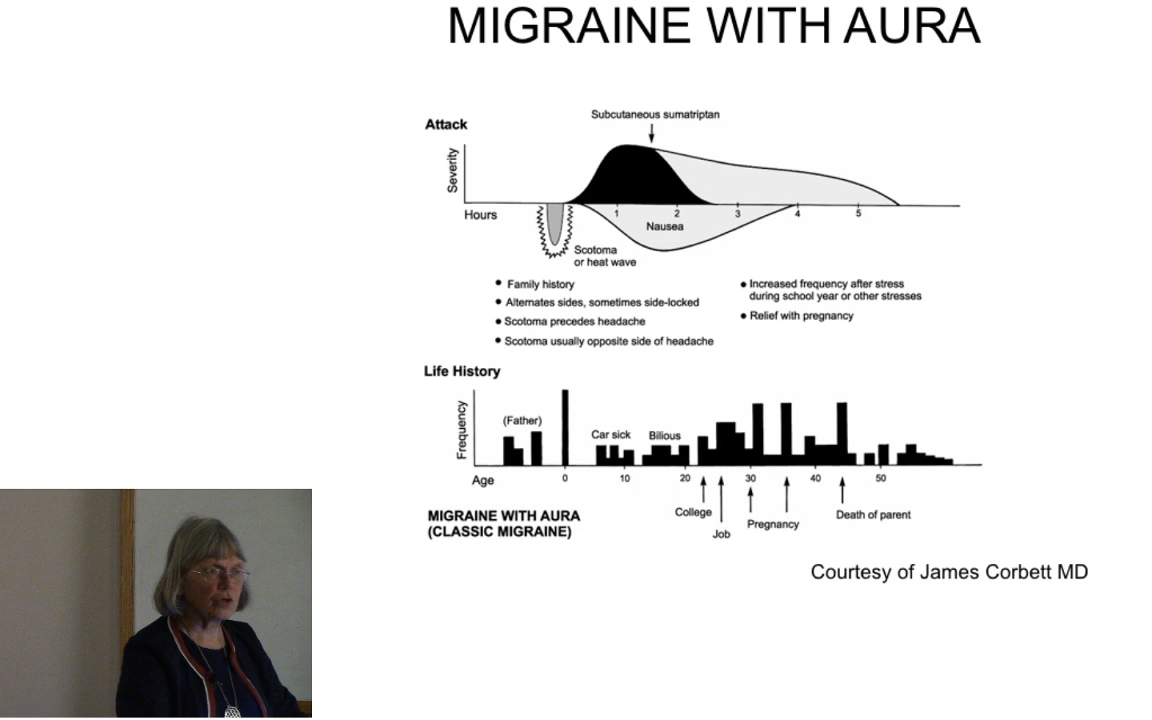 MIGRAINE WITH AURA
Subcutaneous sumatriptan
Attack
Severity
Hours
1 2 3 4 5
Nausea
Scotoma
or heat wave
• Family history
• Alternates sides, sometimes side-locked
• Scotoma precedes headache
• Scotoma usually opposite side of headache
• Increased frequency after stress
during school year or other stresses
• Relief with pregnancy
Life History
Frequency
(Father)
Car sick
Bilious
Age
0 10 20 30 40 50
College
Job
Pregnancy
Death of parent
MIGRAINE WITH AURA
(CLASSIC MIGRAINE)
Courtesy of James Corbett MD